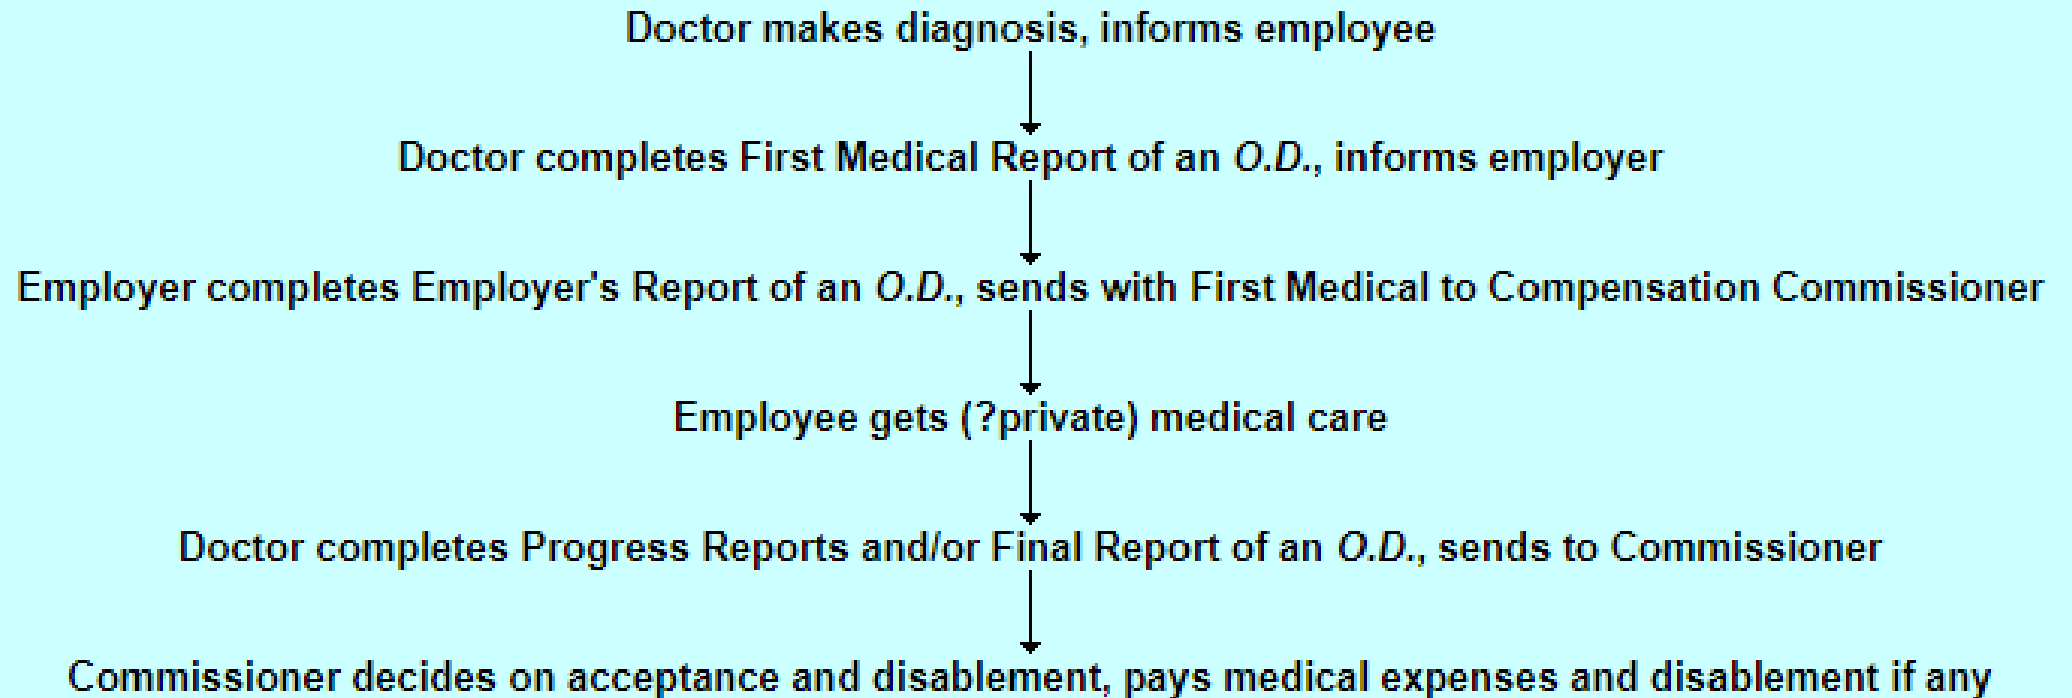 Doctor makes diagnosis, informs employee
Doctor completes First Medical Report of an O.D., informs employer
Employer completes Employer's Report of an O.D., sends with First Medical to Compensation Commissioner
Employee gets (?private) medical care
Doctor completes Progress Reports and/or Final Report of an O.D., sends to Commissioner
Commissioner decides on acceptance and disablement, pays medical expenses and disablement if any